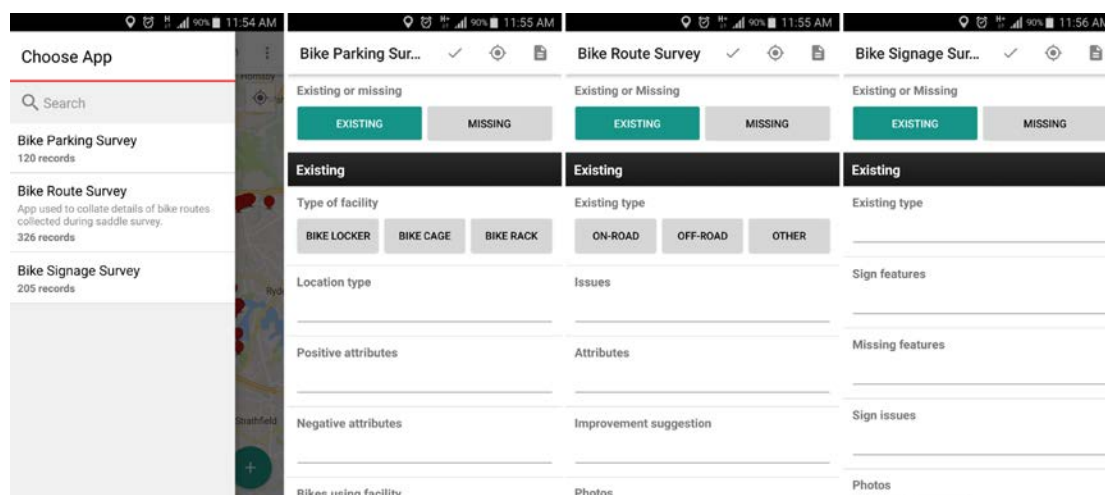 90% 11:54 AM
Choose App
Hornsby
Search
Bike Parking Survey
120 records
Bike Route Survey
App used to collate details of bike routes
collected during saddle survey.
326 records
Bike Signage Survey
205 records
Strathfield
+
H+ 90% 11:55 AM
Bike Parking Sur...
Existing or missing
EXISTING MISSING
Existing
Type of facility
BIKE LOCKER BIKE CAGE BIKE RACK
Location type
Positive attributes
Negative attributes
Bikes using facility
H+ 90% 11:55 AM
Bike Route Survey
Existing or Missing
EXISTING MISSING
Existing
Existing type
ON-ROAD OFF-ROAD OTHER
Issues
Attributes
Improvement suggestion
Photos
H+ 90% 11:56 AM
Bike Signage Sur...
Existing or Missing
EXISTING MISSING
Existing
Existing type
Sign features
Missing features
Sign issues
Photos